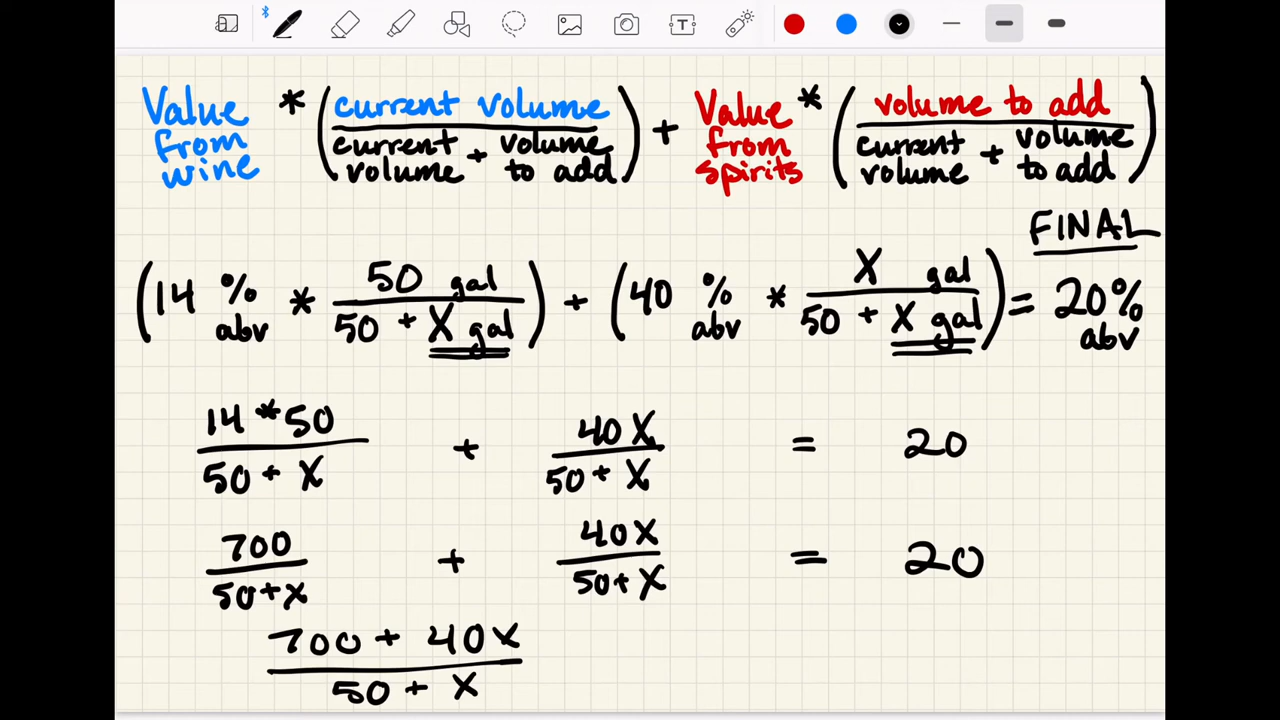 Value from wine * (current volume / current volume + volume to add) + Value from spirits * (volume to add / current volume + volume to add)
FINAL
(14 % abv * 50 gal / 50 + X gal) + (40 % abv * X gal / 50 + X gal) = 20% abv
14 * 50 / 50 + X + 40X / 50 + X = 20
700 / 50 + X + 40X / 50 + X = 20
700 + 40X / 50 + X